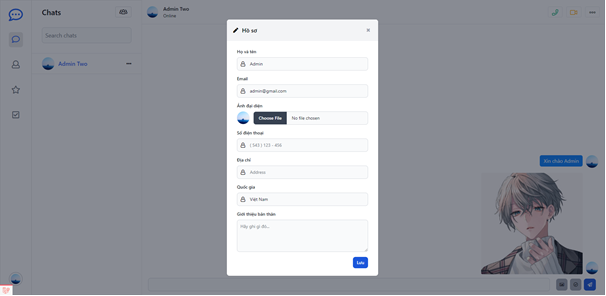 Chats
Search chats
Admin Two
Admin Two
Online
Hồ sơ
Họ và tên
Admin
Email
admin@gmail.com
Ảnh đại diện
Choose File
No file chosen
Số điện thoại
( 543 ) 123 - 456
Địa chỉ
Address
Quốc gia
Việt Nam
Giới thiệu bản thân
Hãy ghi gì đó...
Lưu
Xin chào Admin